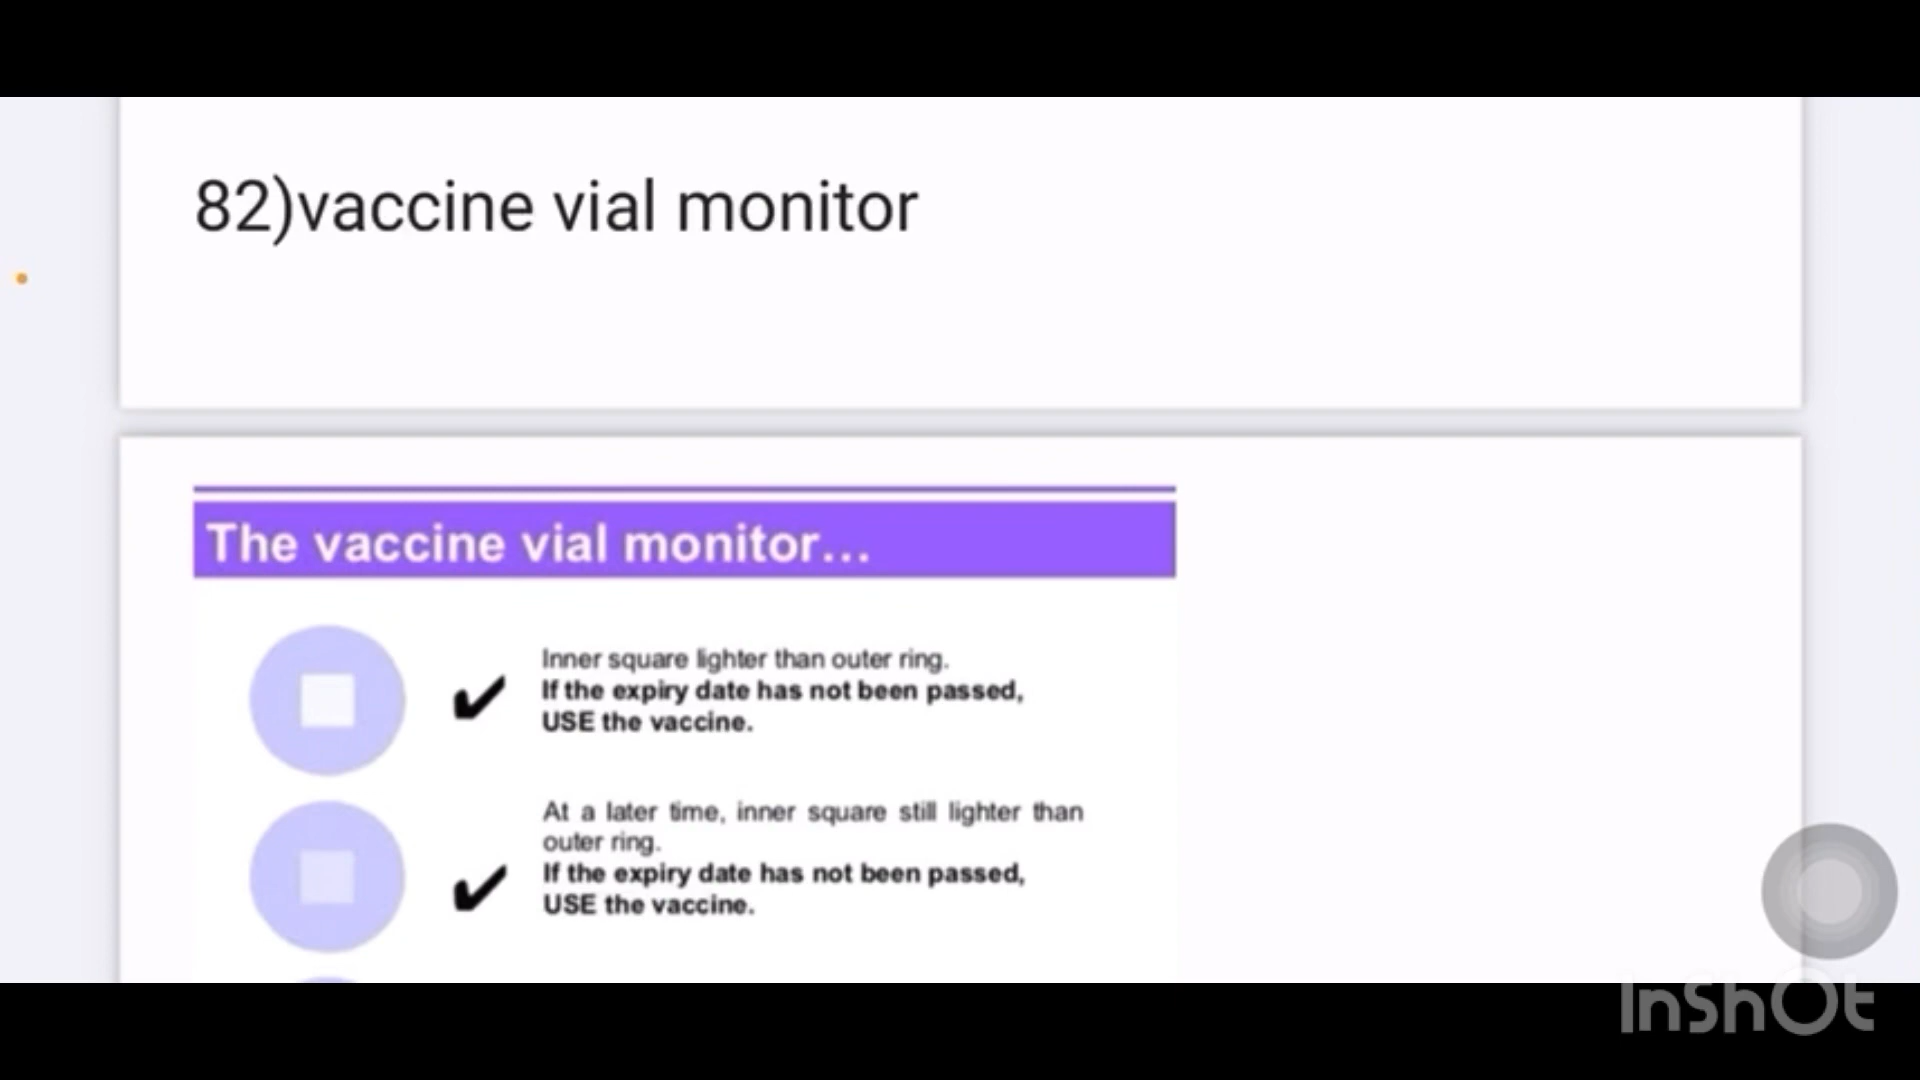 82)vaccine vial monitor
The vaccine vial monitor...
Inner square lighter than outer ring.
If the expiry date has not been passed,
USE the vaccine.
At a later time, inner square still lighter than
outer ring.
If the expiry date has not been passed,
USE the vaccine.
InShOt